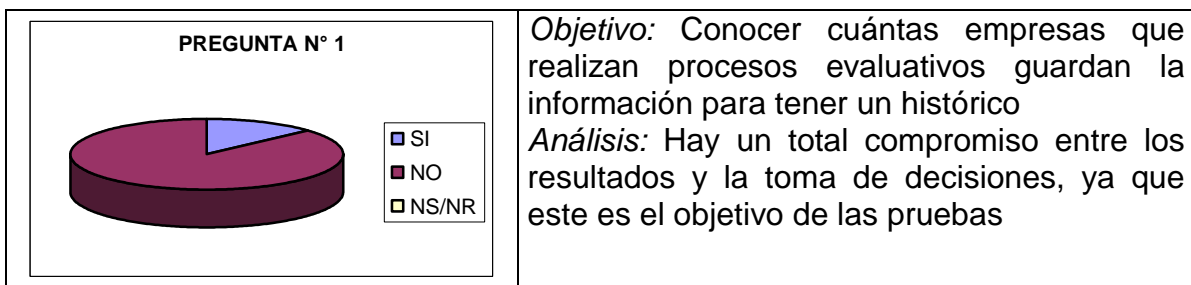 PREGUNTA N° 1
SI
NO
NS/NR
Objetivo: Conocer cuántas empresas que
realizan procesos evaluativos guardan la
información para tener un histórico
Análisis: Hay un total compromiso entre los
resultados y la toma de decisiones, ya que
este es el objetivo de las pruebas